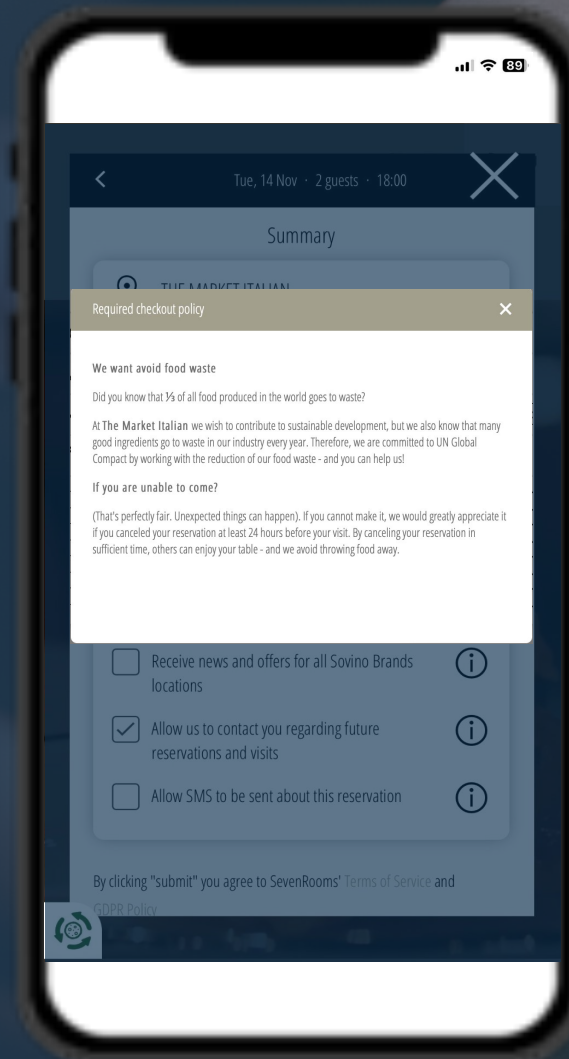 89
Tue, 14 Nov · 2 guests · 18:00
Summary
THE MARKET ITALIAN
Required checkout policy
We want avoid food waste
Did you know that ⅓ of all food produced in the world goes to waste?
At The Market Italian we wish to contribute to sustainable development, but we also know that many
good ingredients go to waste in our industry every year. Therefore, we are committed to UN Global
Compact by working with the reduction of our food waste - and you can help us!
If you are unable to come?
(That's perfectly fair. Unexpected things can happen). If you cannot make it, we would greatly appreciate it
if you canceled your reservation at least 24 hours before your visit. By canceling your reservation in
sufficient time, others can enjoy your table - and we avoid throwing food away.
Receive news and offers for all Sovino Brands
locations
Allow us to contact you regarding future
reservations and visits
Allow SMS to be sent about this reservation
By clicking "submit" you agree to SevenRooms' Terms of Service and
GDPR Policy